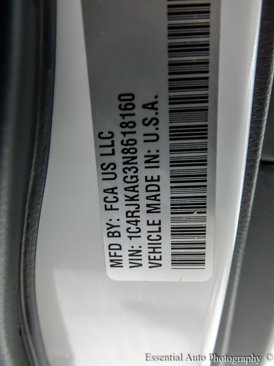 MFD BY: FCA US LLC
VIN: 1C4RJKAG3N8618160
VEHICLE MADE IN: U.S.A.
Essential Auto Photography ©